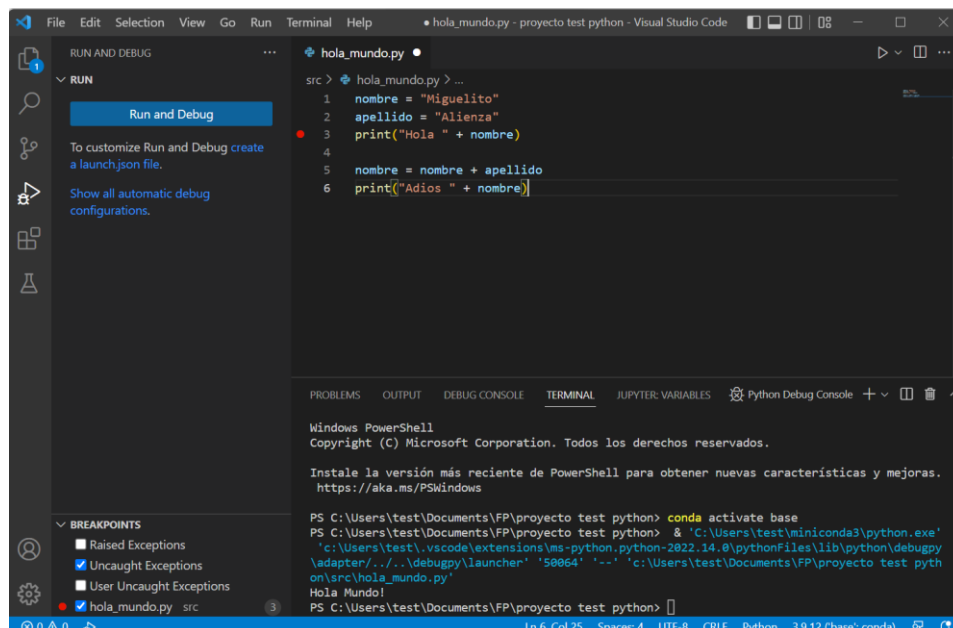 File Edit Selection View Go Run Terminal Help ● hola_mundo.py - proyecto test python - Visual Studio Code
1
RUN AND DEBUG ···
RUN
Run and Debug
To customize Run and Debug create
a launch.json file.
Show all automatic debug
configurations.
hola_mundo.py ●
src > hola_mundo.py > ...
1 nombre = "Miguelito"
2 apellido = "Alienza"
3 print("Hola " + nombre)
4
5 nombre = nombre + apellido
6 print("Adios " + nombre)
PROBLEMS OUTPUT DEBUG CONSOLE TERMINAL JUPYTER: VARIABLES Python Debug Console
Windows PowerShell
Copyright (C) Microsoft Corporation. Todos los derechos reservados.
Instale la versión más reciente de PowerShell para obtener nuevas características y mejoras.
https://aka.ms/PSWindows
PS C:\Users\test\Documents\FP\proyecto test python> conda activate base
PS C:\Users\test\Documents\FP\proyecto test python> & 'C:\Users\test\miniconda3\python.exe'
'c:\Users\test\.vscode\extensions\ms-python.python-2022.14.0\pythonFiles\lib\python\debugpy
\adapter/../..\debugpy\launcher' '50064' '--' 'c:\Users\test\Documents\FP\proyecto test pyth
on\src\hola_mundo.py'
Hola Mundo!
PS C:\Users\test\Documents\FP\proyecto test python>
BREAKPOINTS
Raised Exceptions
Uncaught Exceptions
User Uncaught Exceptions
hola_mundo.py src 3
0 0 Ln 6, Col 25 Spaces: 4 UTF-8 CRLF Python 3.9.12 ('base': conda)